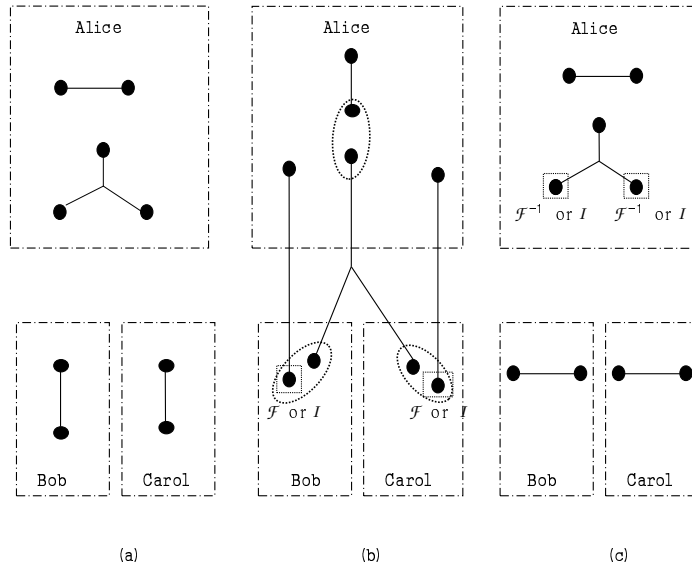 Alice
Alice
Alice
ℱ⁻¹ or I
ℱ⁻¹ or I
ℱ or I
ℱ or I
Bob
Carol
Bob
Carol
Bob
Carol
(a)
(b)
(c)